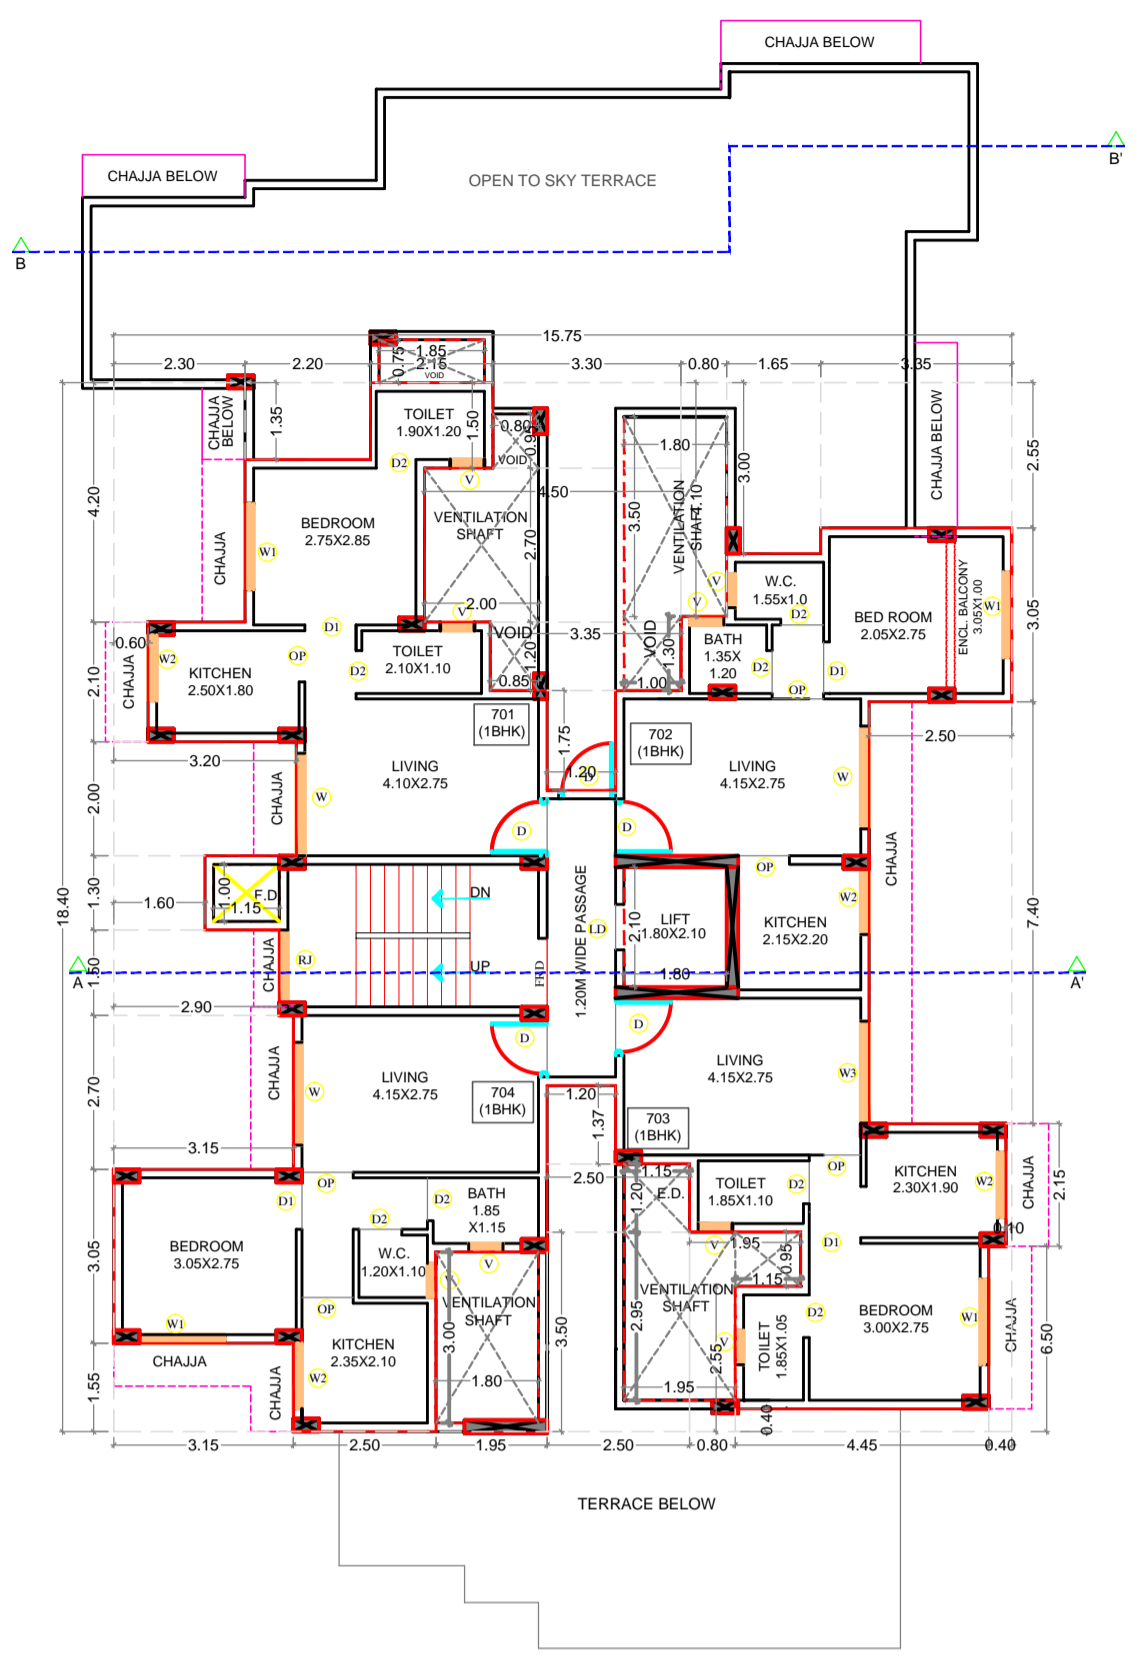 CHAJJA BELOW
B'
CHAJJA BELOW
OPEN TO SKY TERRACE
B
15.75
2.30
2.20
1.85
2.15
0.75
VOID
3.30
0.80
1.65
3.35
CHAJJA
BELOW
1.35
TOILET
1.90X1.20
1.50
0.80
0.95
VOID
D2
V
4.50
1.80
3.00
CHAJJA BELOW
2.55
4.20
CHAJJA
W1
BEDROOM
2.75X2.85
VENTILATION
SHAFT
2.70
3.50
VENTILATION
SHAFT
4.10
V
V
W.C.
1.55x1.0
D2
BED ROOM
2.05X2.75
ENCL. BALCONY
3.05X1.00
W1
3.05
2.00
V
VOID
1.20
0.85
3.35
VOID
1.30
1.00
BATH
1.35X
1.20
D2
OP
D1
D1
OP
0.60
CHAJJA
W2
2.10
KITCHEN
2.50X1.80
D2
TOILET
2.10X1.10
701
(1BHK)
702
(1BHK)
1.75
1.20
D
2.50
3.20
2.00
CHAJJA
W
LIVING
4.10X2.75
D
D
LIVING
4.15X2.75
W
CHAJJA
18.40
1.30
1.60
1.00
1.15
F.D.
DN
UP
1.20M WIDE PASSAGE
LD
FRD
2.10
LIFT
1.80X2.10
1.80
OP
KITCHEN
2.15X2.20
W2
7.40
A
1.50
CHAJJA
RJ
A'
2.90
2.70
CHAJJA
W
LIVING
4.15X2.75
D
D
LIVING
4.15X2.75
W3
704
(1BHK)
1.20
1.37
703
(1BHK)
3.15
2.50
1.15
1.20
E.D.
TOILET
1.85X1.10
D2
OP
KITCHEN
2.30X1.90
W2
CHAJJA
2.15
0.10
D1
OP
D2
D2
BATH
1.85
X1.15
V
3.05
BEDROOM
3.05X2.75
W.C.
1.20X1.10
V
1.95
0.95
1.15
D1
W1
OP
VENTILATION
SHAFT
3.00
3.50
1.80
VENTILATION
SHAFT
2.95
2.55
V
1.95
TOILET
1.85X1.05
D2
BEDROOM
3.00X2.75
W1
CHAJJA
6.50
CHAJJA
1.55
CHAJJA
W2
KITCHEN
2.35X2.10
0.40
3.15
2.50
1.95
2.50
0.80
4.45
0.40
TERRACE BELOW